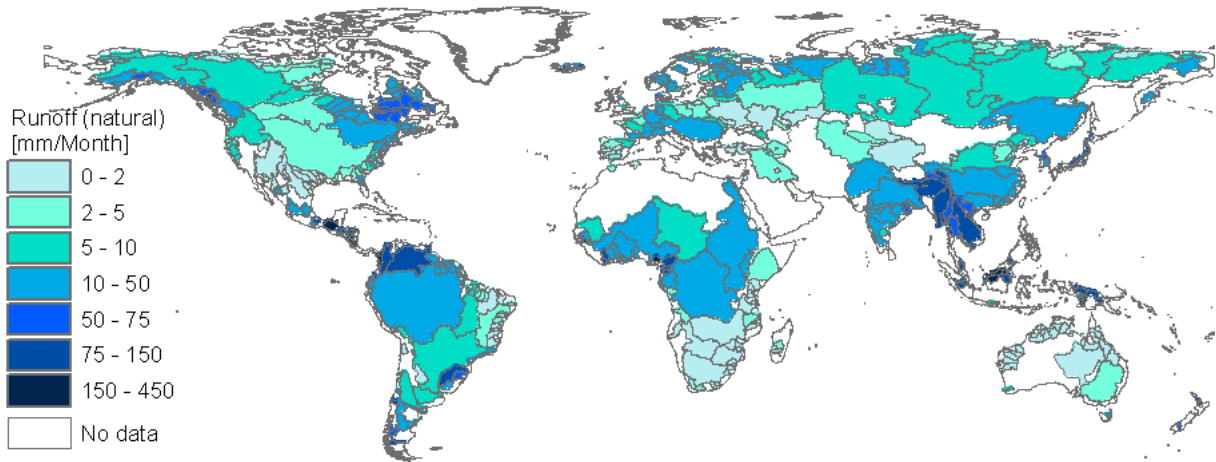 Runoff (natural)
[mm/Month]
0 - 2
2 - 5
5 - 10
10 - 50
50 - 75
75 - 150
150 - 450
No data